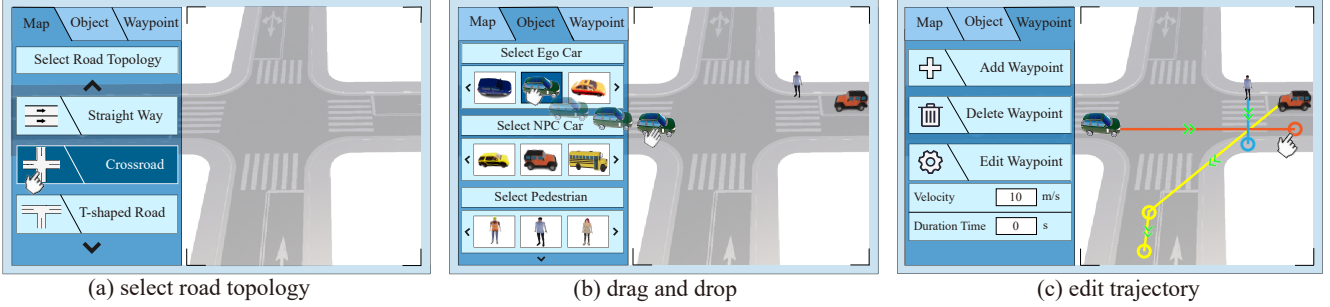 Map Object Waypoint
Select Road Topology
Straight Way
Crossroad
T-shaped Road
(a) select road topology
Map Object Waypoint
Select Ego Car
Select NPC Car
Select Pedestrian
(b) drag and drop
Map Object Waypoint
Add Waypoint
Delete Waypoint
Edit Waypoint
Velocity 10 m/s
Duration Time 0 s
(c) edit trajectory